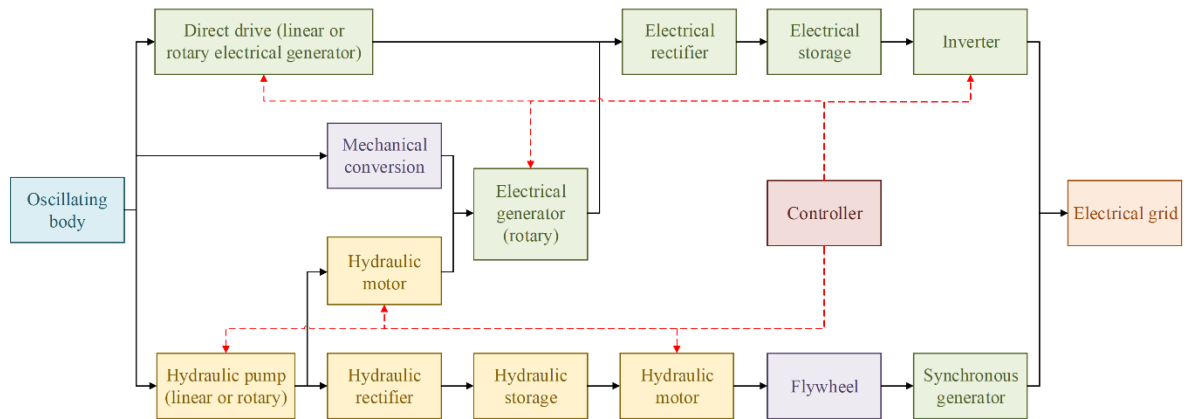 Direct drive (linear or
rotary electrical generator)
Electrical
rectifier
Electrical
storage
Inverter
Mechanical
conversion
Oscillating
body
Electrical
generator
(rotary)
Controller
Electrical grid
Hydraulic
motor
Hydraulic pump
(linear or rotary)
Hydraulic
rectifier
Hydraulic
storage
Hydraulic
motor
Flywheel
Synchronous
generator